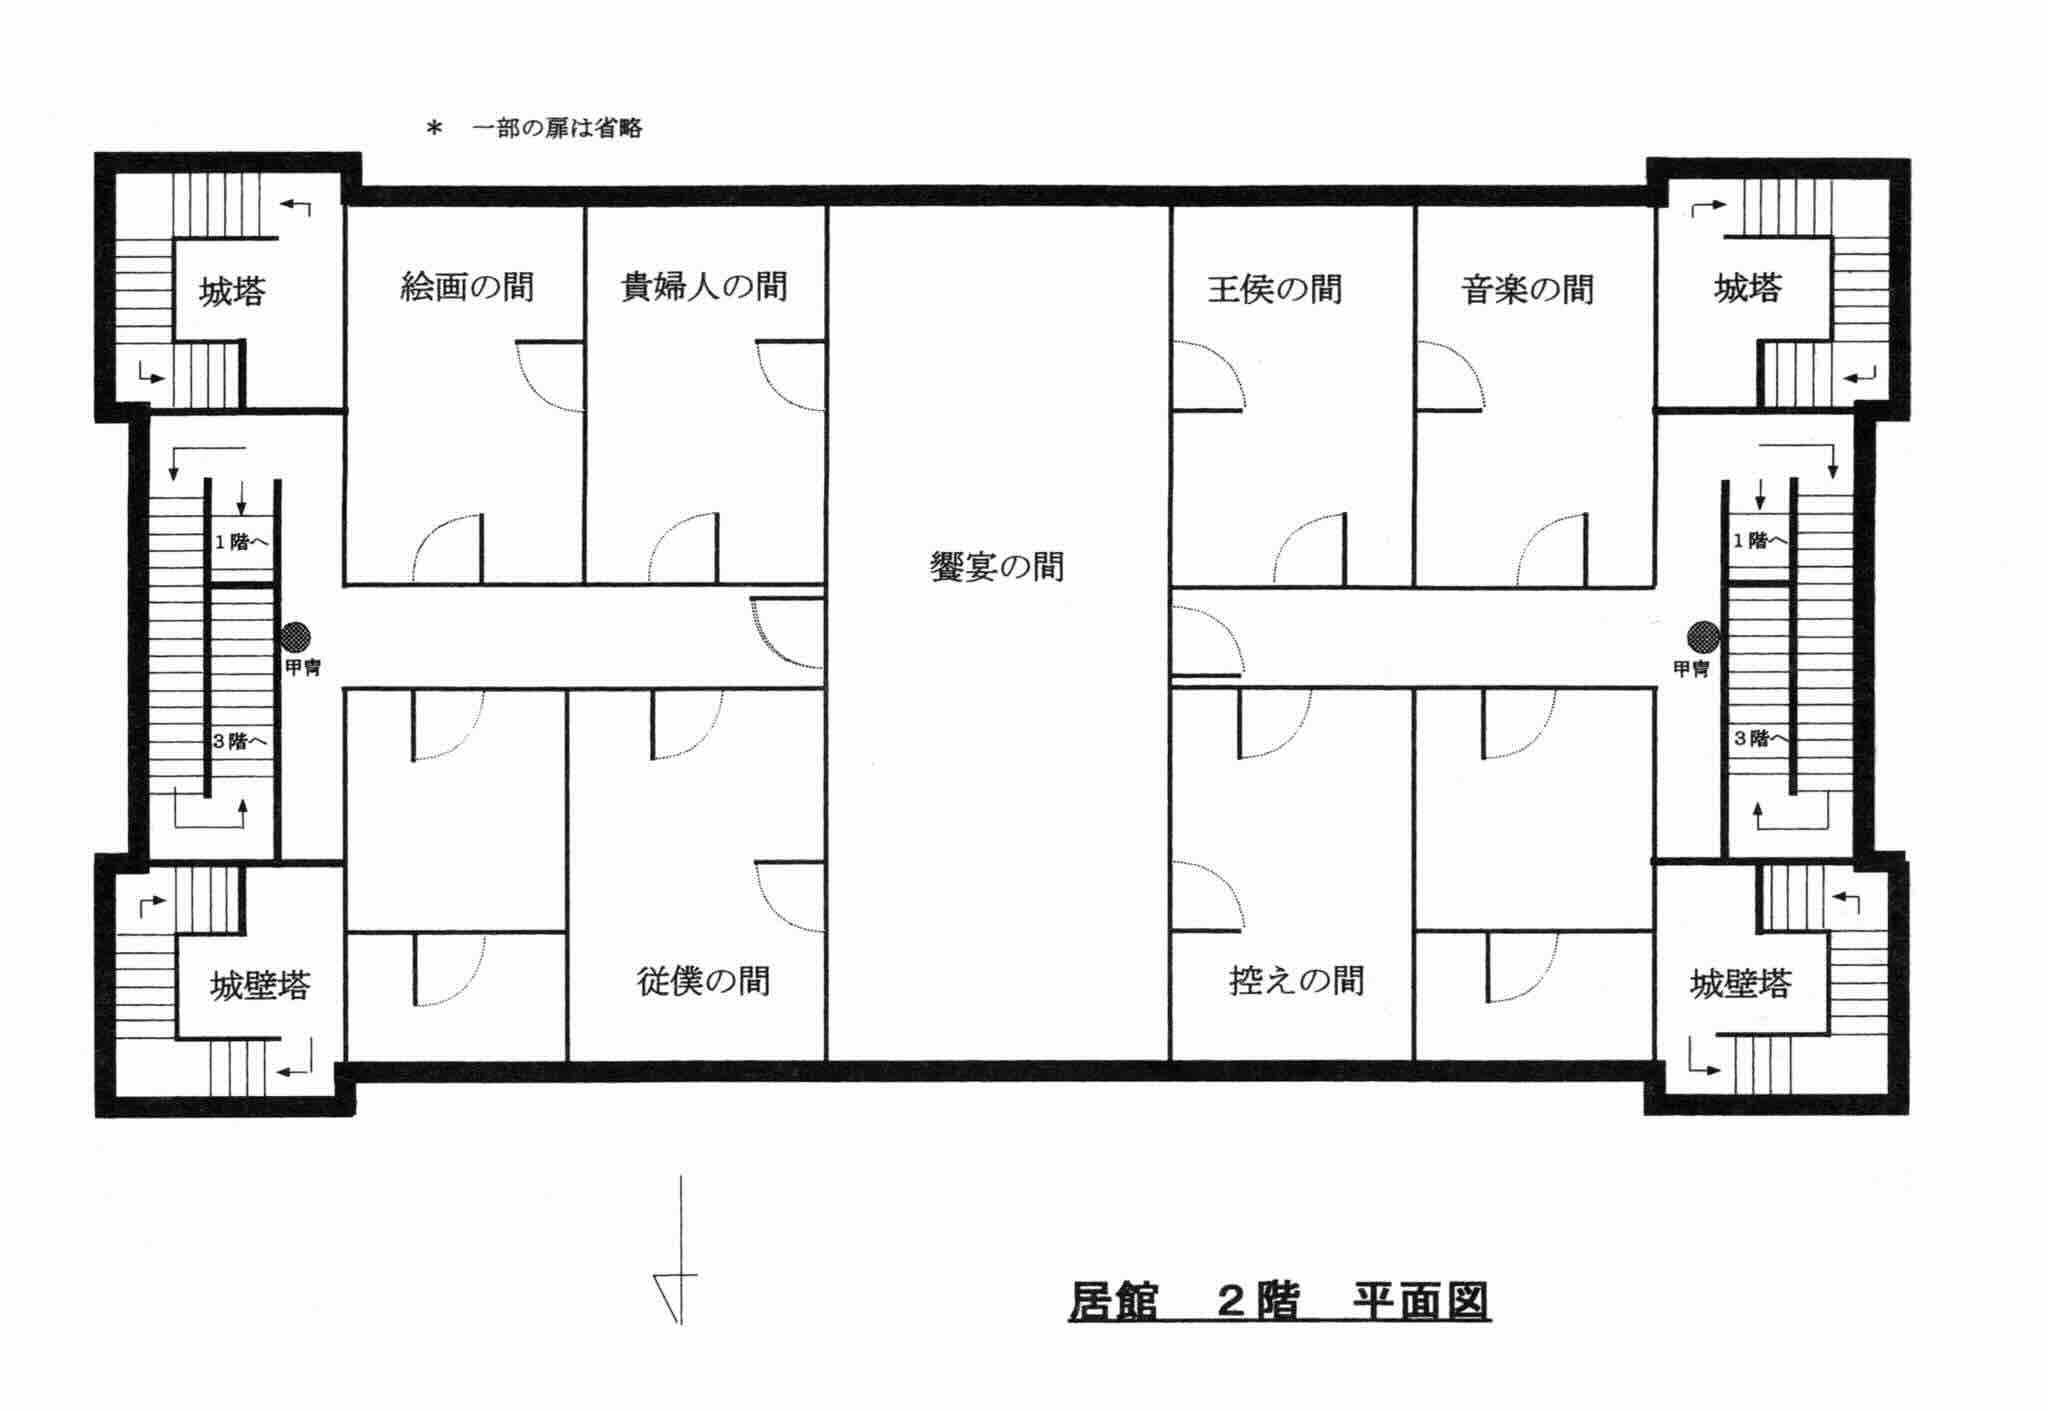 ＊　一部の扉は省略
城塔
絵画の間
貴婦人の間
王侯の間
音楽の間
城塔
1階へ
饗宴の間
1階へ
甲冑
甲冑
3階へ
3階へ
城壁塔
従僕の間
控えの間
城壁塔
居館　２階　平面図